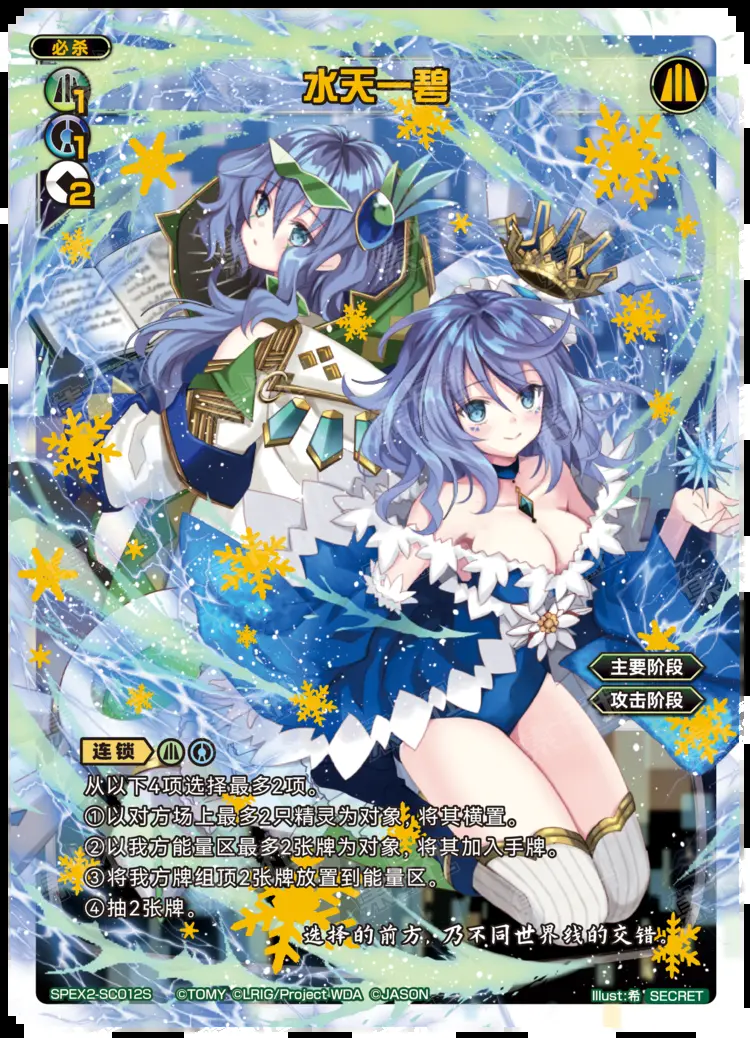 必杀
水天一碧
1
1
2
主要阶段
攻击阶段
连锁
从以下4项选择最多2项。
①以对方场上最多2只精灵为对象,将其横置。
②以我方能量区最多2张牌为对象,将其加入手牌。
③将我方牌组顶2张牌放置到能量区。
④抽2张牌。
选择的前方,乃不同世界线的交错。
SPEX2-SC012S ©TOMY ©LRIG/Project WDA ©JASON
Illust:希* SECRET